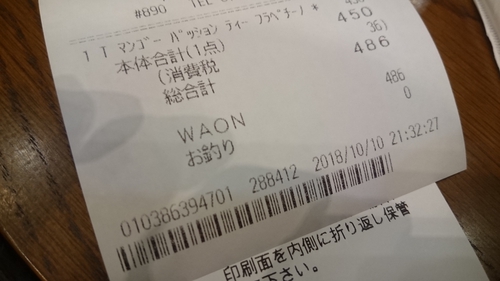 #890 TEL
1 T マンゴー パッション ティー フラペチーノ * 450
本体合計(1点) 450
(消費税 36)
総合計 486
WAON 486
お釣り 0
010386394701 288412 2018/10/10 21:32:27
印刷面を内側に折り返し保管
下さい。